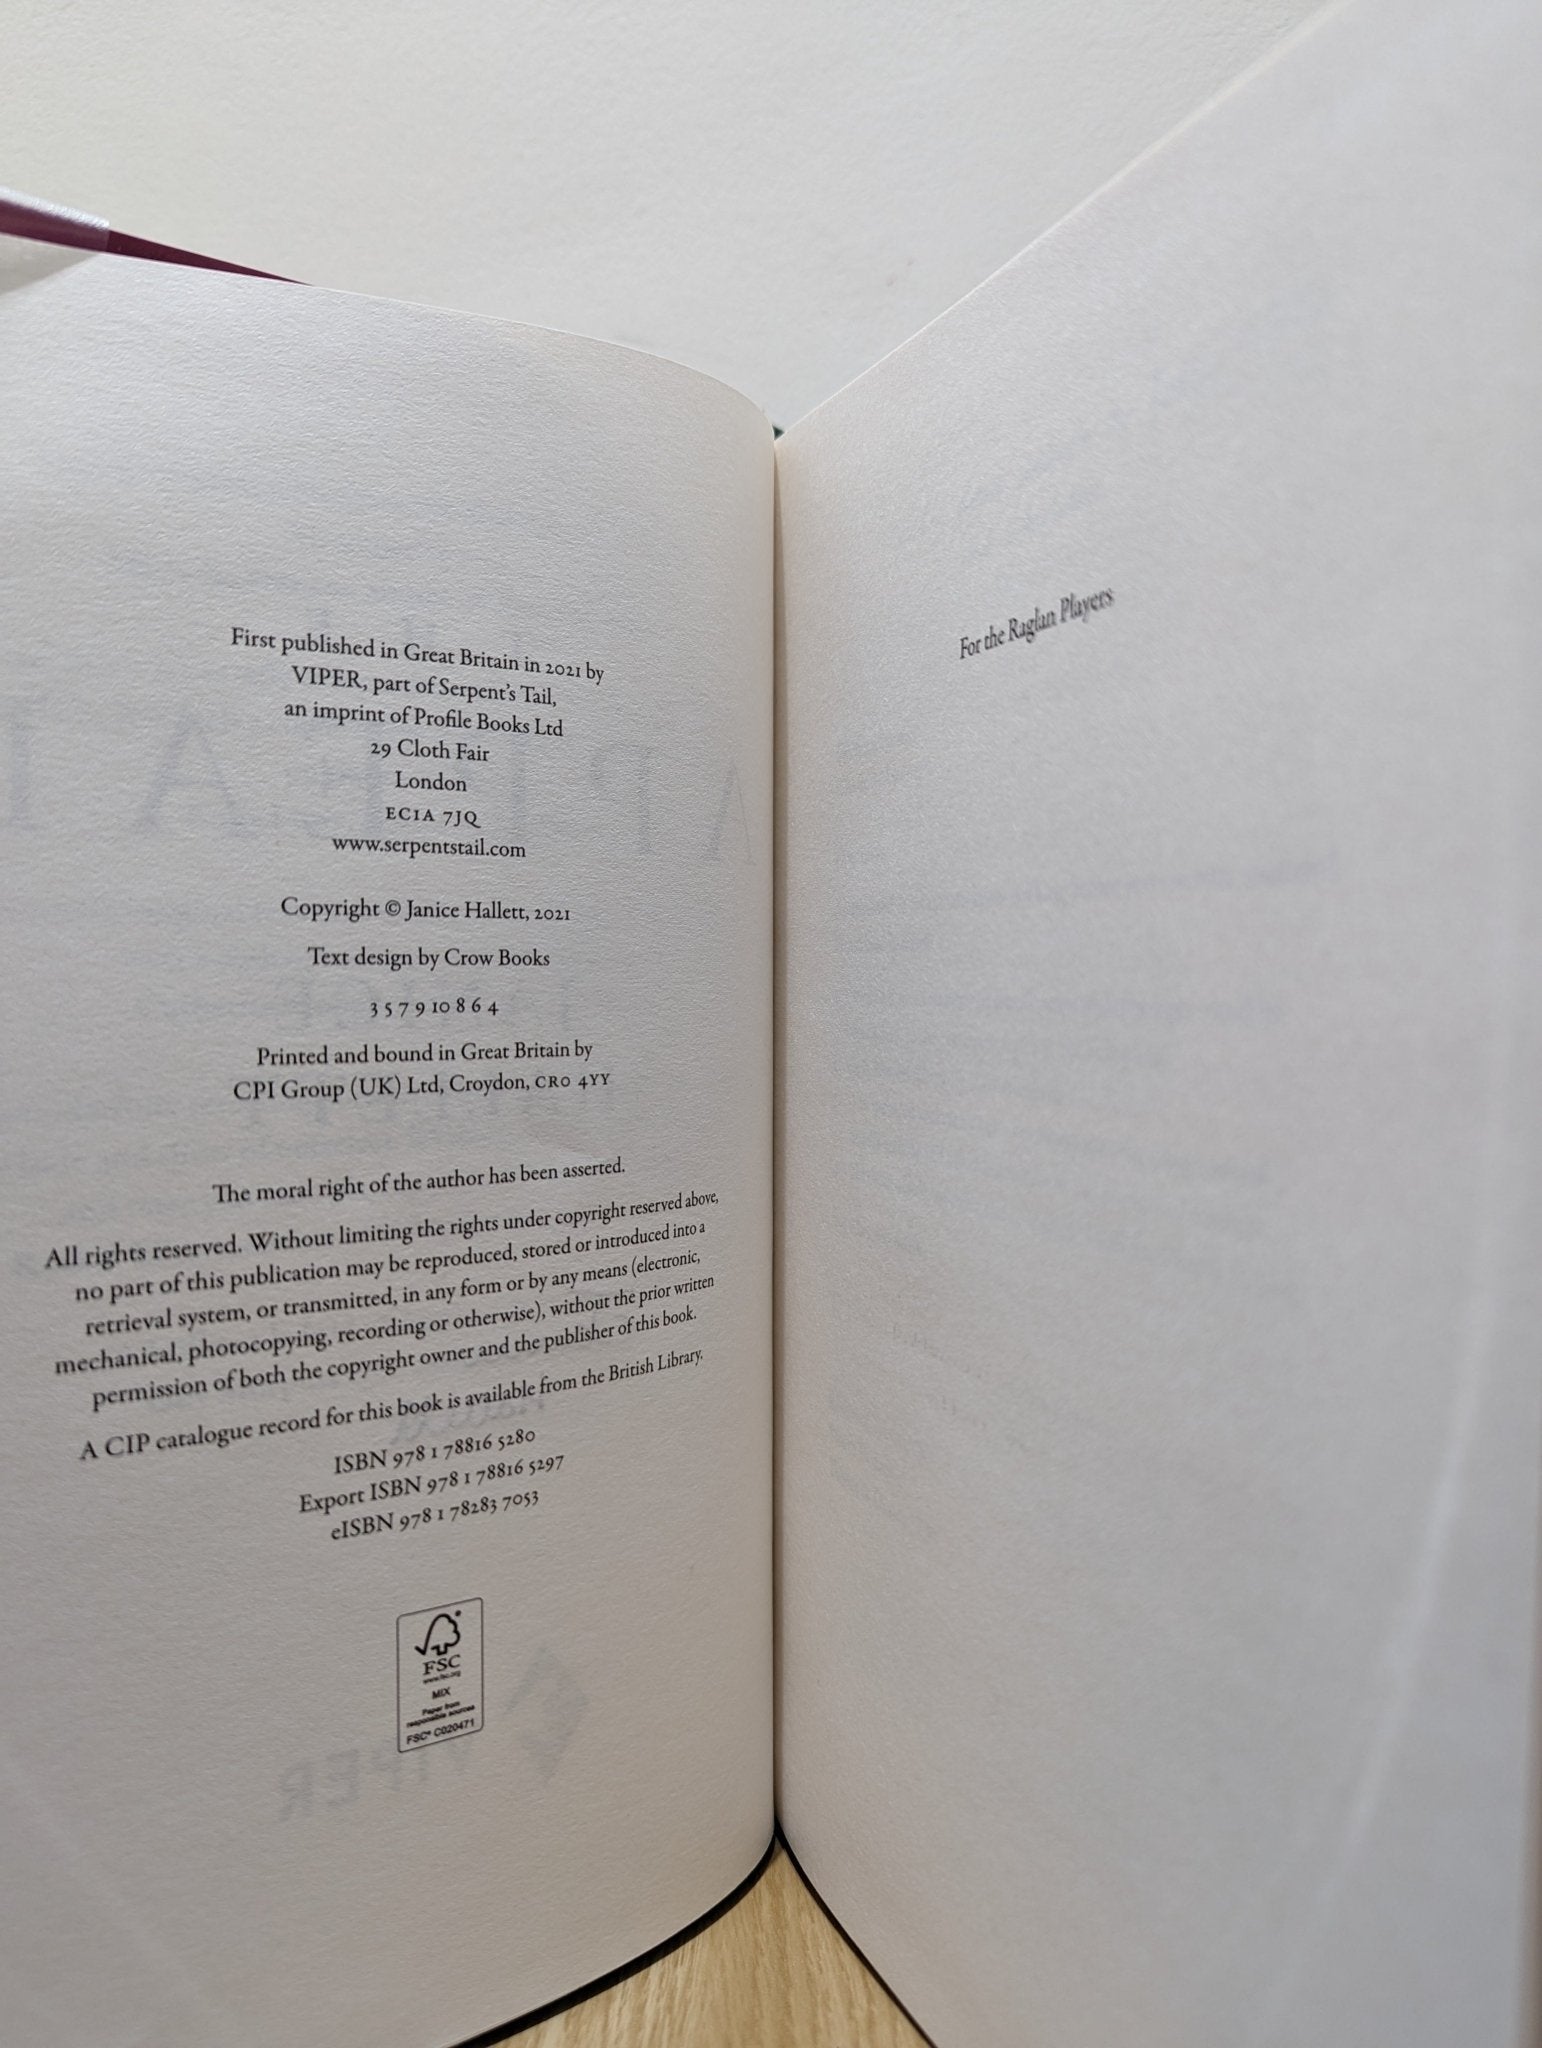 First published in Great Britain in 2021 by
VIPER, part of Serpent's Tail,
an imprint of Profile Books Ltd
29 Cloth Fair
London
EC1A 7JQ
www.serpentstail.com
Copyright © Janice Hallett, 2021
Text design by Crow Books
3 5 7 9 10 8 6 4
Printed and bound in Great Britain by
CPI Group (UK) Ltd, Croydon, CR0 4YY
The moral right of the author has been asserted.
All rights reserved. Without limiting the rights under copyright reserved above,
no part of this publication may be reproduced, stored or introduced into a
retrieval system, or transmitted, in any form or by any means (electronic,
mechanical, photocopying, recording or otherwise), without the prior written
permission of both the copyright owner and the publisher of this book.
A CIP catalogue record for this book is available from the British Library.
ISBN 978 1 78816 5280
Export ISBN 978 1 78816 5297
eISBN 978 1 78283 7053
FSC
www.fsc.org
MIX
Paper from
responsible sources
FSC® C020471
For the Raglan Players